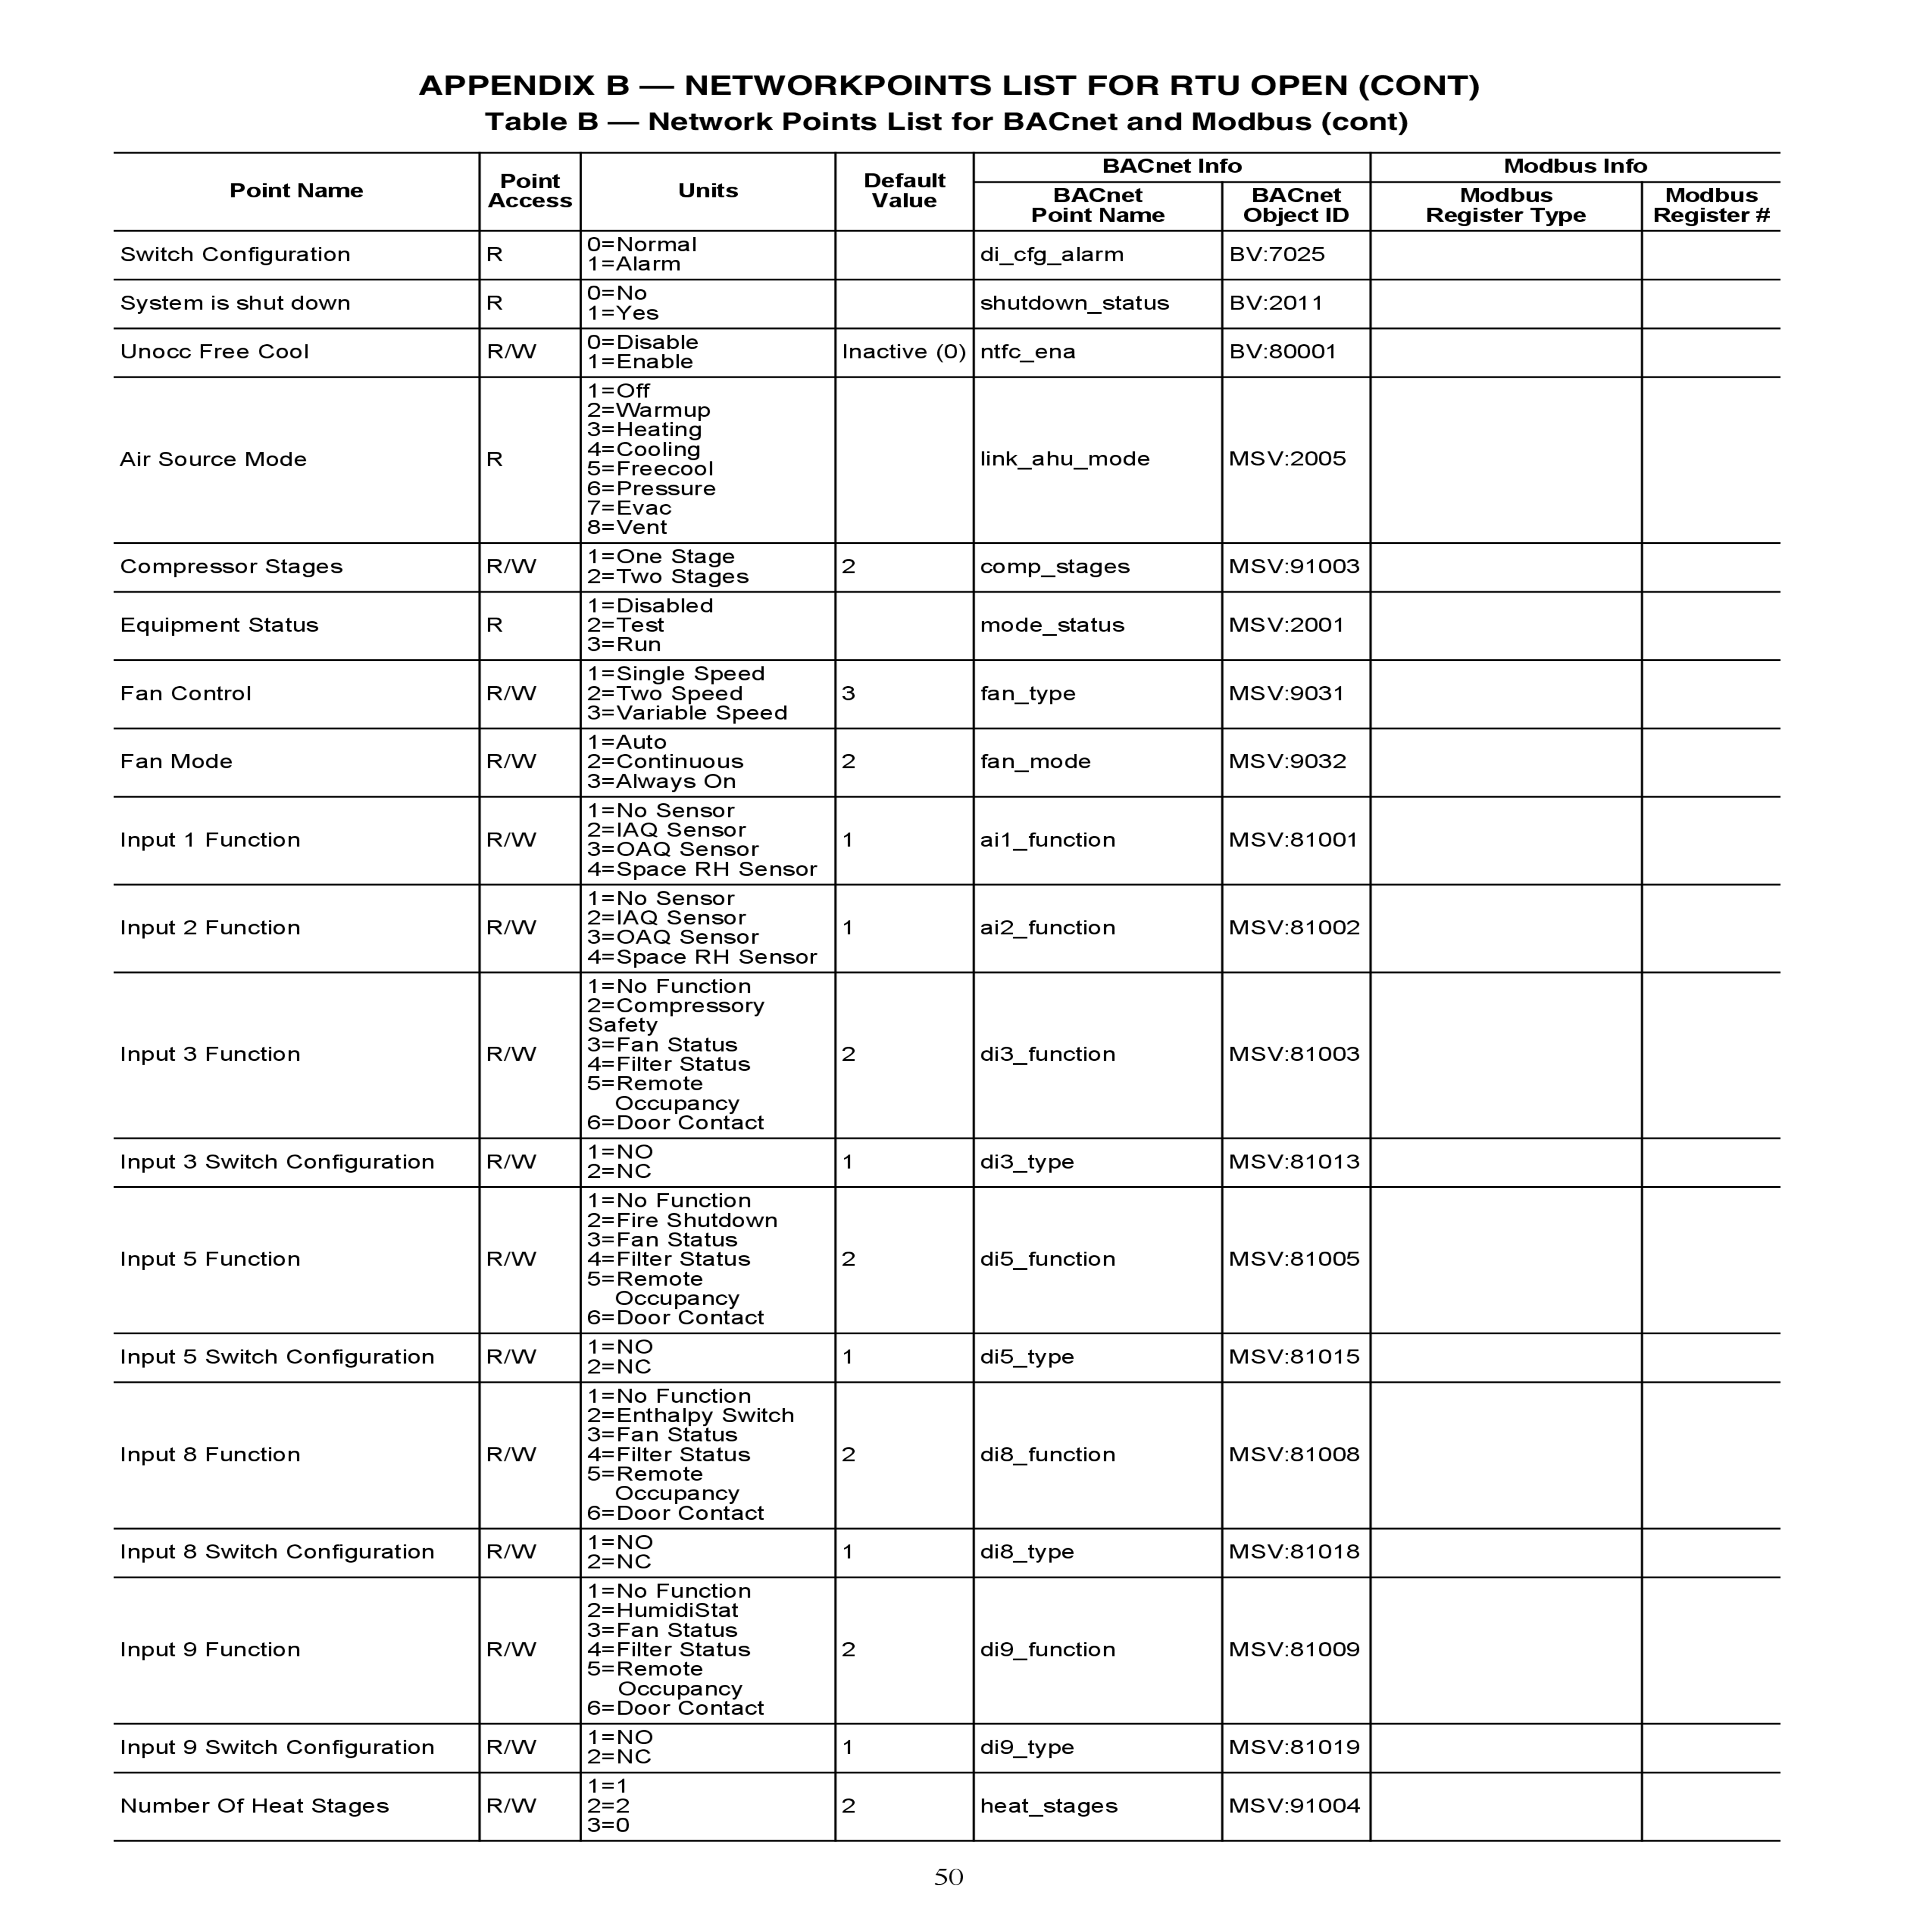 APPENDIX B — NETWORKPOINTS LIST FOR RTU OPEN (CONT)
Table B — Network Points List for BACnet and Modbus (cont)
Point Name
Point
Access
Units
Default
Value
BACnet Info
Modbus Info
BACnet
Point Name
BACnet
Object ID
Modbus
Register Type
Modbus
Register #
Switch Configuration
R
0=Normal
1=Alarm
di_cfg_alarm
BV:7025
System is shut down
R
0=No
1=Yes
shutdown_status
BV:2011
Unocc Free Cool
R/W
0=Disable
1=Enable
Inactive (0)
ntfc_ena
BV:80001
Air Source Mode
R
1=Off
2=Warmup
3=Heating
4=Cooling
5=Freecool
6=Pressure
7=Evac
8=Vent
link_ahu_mode
MSV:2005
Compressor Stages
R/W
1=One Stage
2=Two Stages
2
comp_stages
MSV:91003
Equipment Status
R
1=Disabled
2=Test
3=Run
mode_status
MSV:2001
Fan Control
R/W
1=Single Speed
2=Two Speed
3=Variable Speed
3
fan_type
MSV:9031
Fan Mode
R/W
1=Auto
2=Continuous
3=Always On
2
fan_mode
MSV:9032
Input 1 Function
R/W
1=No Sensor
2=IAQ Sensor
3=OAQ Sensor
4=Space RH Sensor
1
ai1_function
MSV:81001
Input 2 Function
R/W
1=No Sensor
2=IAQ Sensor
3=OAQ Sensor
4=Space RH Sensor
1
ai2_function
MSV:81002
Input 3 Function
R/W
1=No Function
2=Compressory
Safety
3=Fan Status
4=Filter Status
5=Remote
Occupancy
6=Door Contact
2
di3_function
MSV:81003
Input 3 Switch Configuration
R/W
1=NO
2=NC
1
di3_type
MSV:81013
Input 5 Function
R/W
1=No Function
2=Fire Shutdown
3=Fan Status
4=Filter Status
5=Remote
Occupancy
6=Door Contact
2
di5_function
MSV:81005
Input 5 Switch Configuration
R/W
1=NO
2=NC
1
di5_type
MSV:81015
Input 8 Function
R/W
1=No Function
2=Enthalpy Switch
3=Fan Status
4=Filter Status
5=Remote
Occupancy
6=Door Contact
2
di8_function
MSV:81008
Input 8 Switch Configuration
R/W
1=NO
2=NC
1
di8_type
MSV:81018
Input 9 Function
R/W
1=No Function
2=HumidiStat
3=Fan Status
4=Filter Status
5=Remote
Occupancy
6=Door Contact
2
di9_function
MSV:81009
Input 9 Switch Configuration
R/W
1=NO
2=NC
1
di9_type
MSV:81019
Number Of Heat Stages
R/W
1=1
2=2
3=0
2
heat_stages
MSV:91004
50